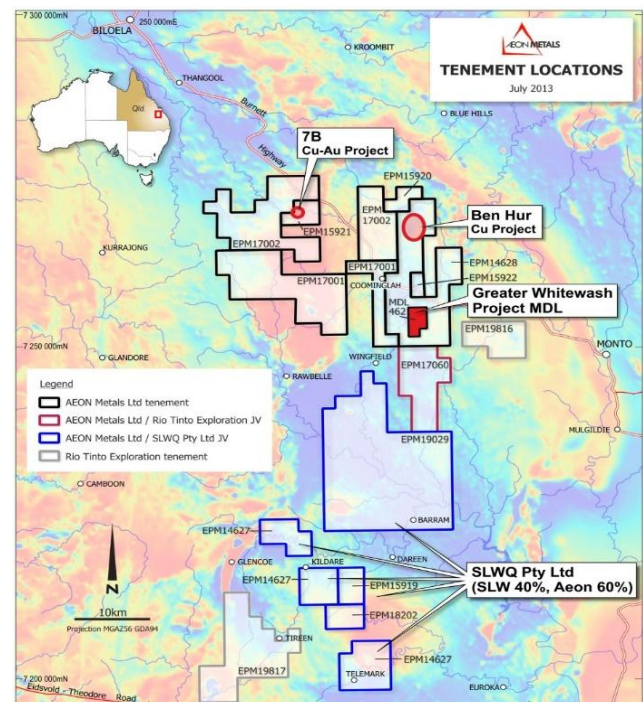 7 300 000mN
250 000mE
BILOELA
KROOMBIT
AEON METALS
TENEMENT LOCATIONS
July 2013
THANGOOL
Qld.
Burnett
BLUE HILLS
7B
Cu-Au Project
Highway
EPM15920
EPM
17002
Ben Hur
Cu Project
EPM15921
KURRAJONG
EPM17002
EPM17001
EPM14628
EPM17001
COOMINGLAH
EPM15922
MDL
462
Greater Whitewash
Project MDL
EPM19816
7 250 000mN
GLANDORE
WINGFIELD
MONTO
EPM17060
RAWBELLE
Legend
AEON Metals Ltd tenement
AEON Metals Ltd / Rio Tinto Exploration JV
AEON Metals Ltd / SLWQ Pty Ltd JV
Rio Tinto Exploration tenement
MULGILDIE
EPM19029
CAMBOON
BARRAM
EPM14627
DAREEN
GLENCOE
KILDARE
SLWQ Pty Ltd
(SLW 40%, Aeon 60%)
EPM14627
EPM15919
N
10km
Projection MGAZ56 GDA94
EPM18202
TIREEN
EPM19817
EPM14627
7 200 000mN
TELEMARK
EUROKA
Eidsvold - Theodore Road